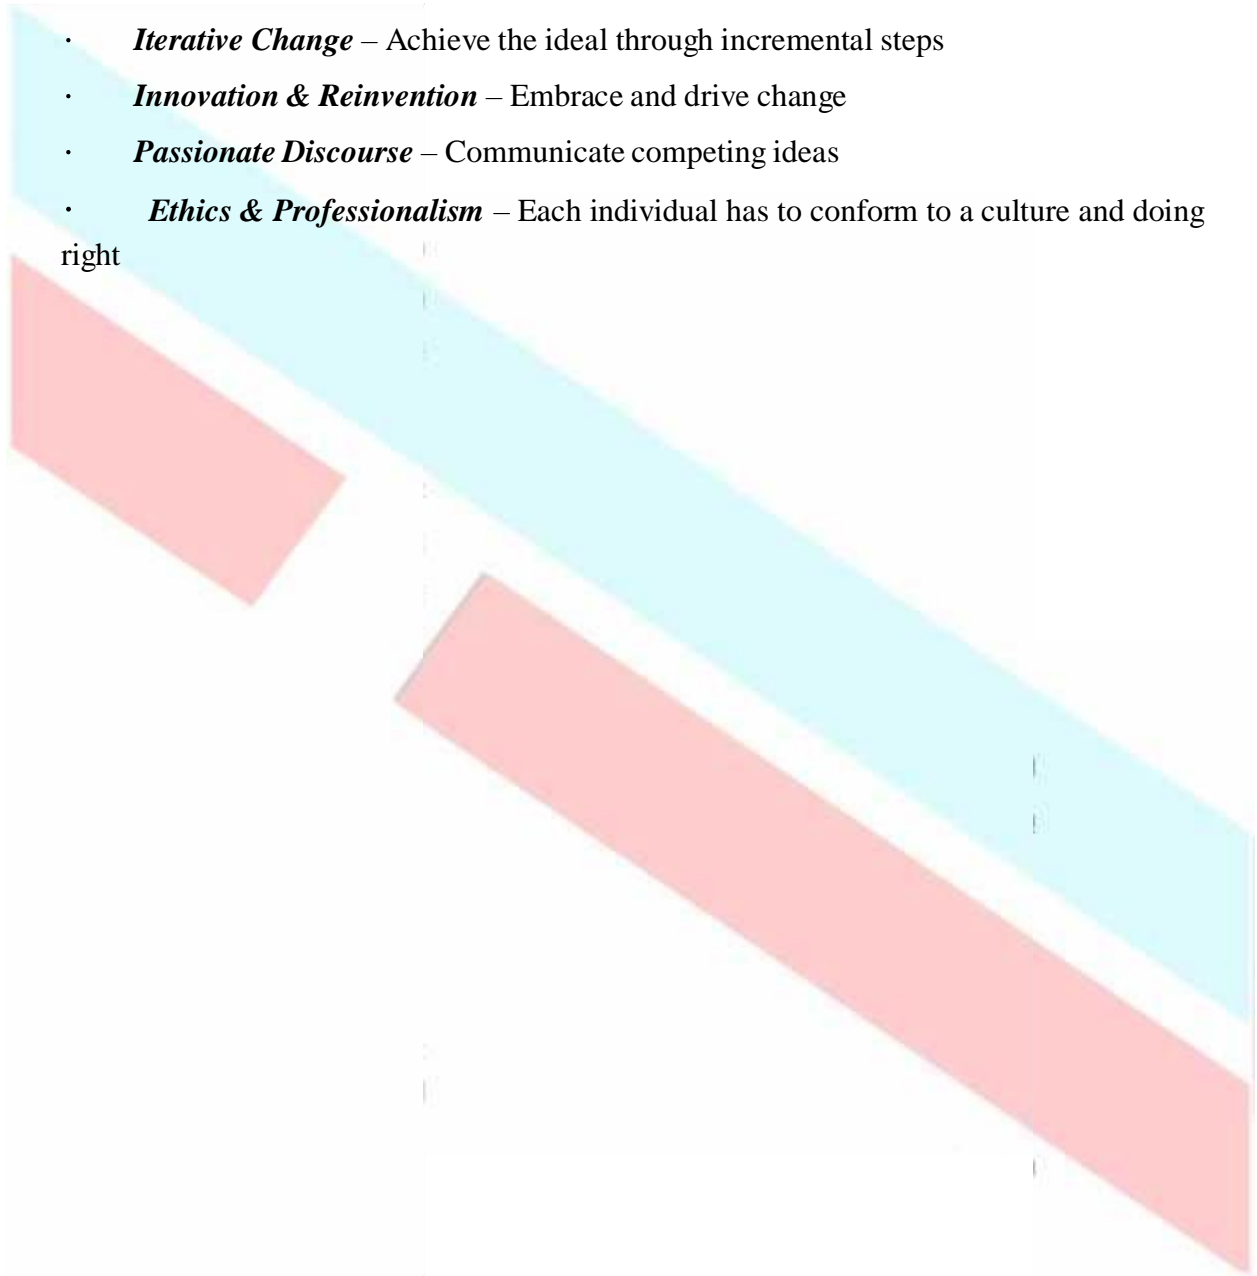 · Iterative Change – Achieve the ideal through incremental steps
· Innovation & Reinvention – Embrace and drive change
· Passionate Discourse – Communicate competing ideas
· Ethics & Professionalism – Each individual has to conform to a culture and doing
right